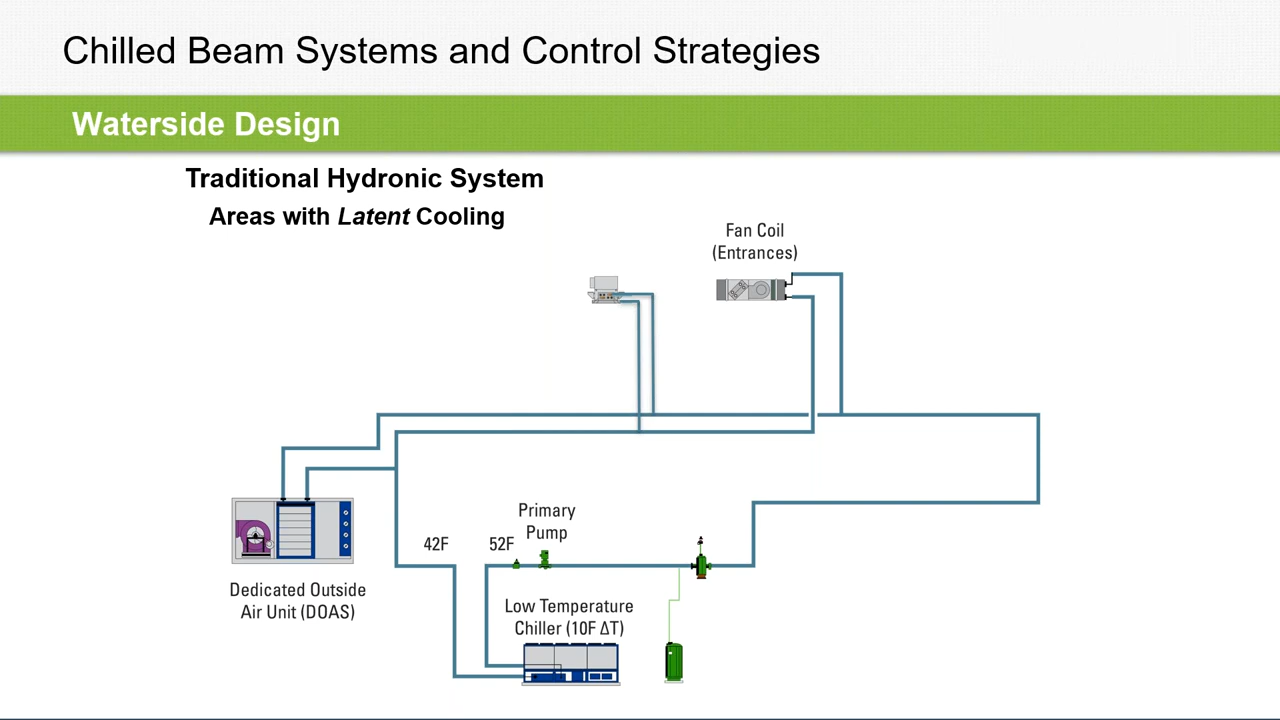 Chilled Beam Systems and Control Strategies
Waterside Design
Traditional Hydronic System
Areas with Latent Cooling
Fan Coil
(Entrances)
Primary
Pump
42F
52F
Dedicated Outside
Air Unit (DOAS)
Low Temperature
Chiller (10F ΔT)